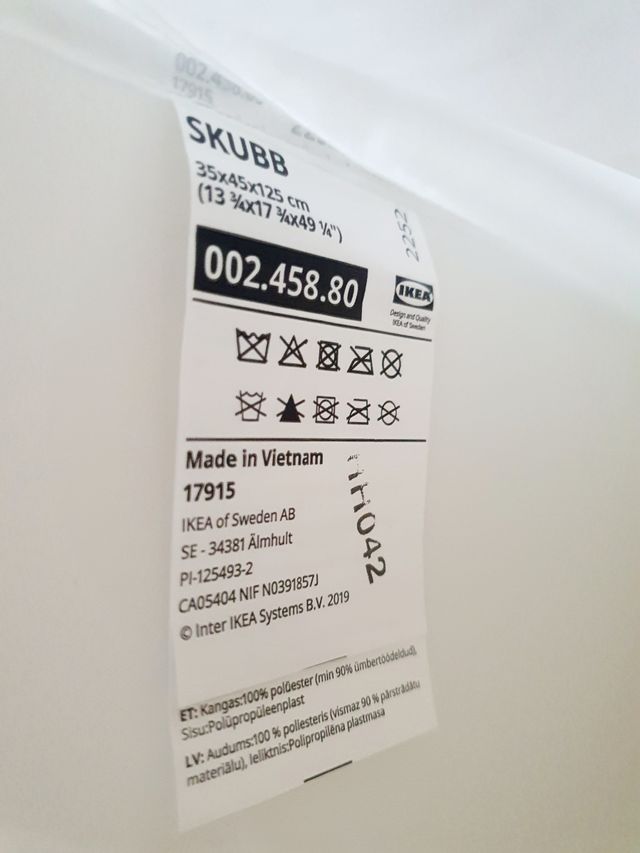 002.458.80
17915
SKUBB
35x45x125 cm
(13 ¾x17 ¾x49 ¼")
2252
002.458.80
IKEA
Design and Quality
IKEA of Sweden
Made in Vietnam
17915
IKEA of Sweden AB
SE - 34381 Älmhult
PI-125493-2
CA05404 NIF N0391857J
© Inter IKEA Systems B.V. 2019
ET: Kangas:100% polüester (min 90% ümbertöödeldud),
Sisu:Polüpropüleenplast
LV: Audums:100 % poliesteris (vismaz 90 % pārstrādātu
materiālu), Ieliktnis:Polipropilēna plastmasa